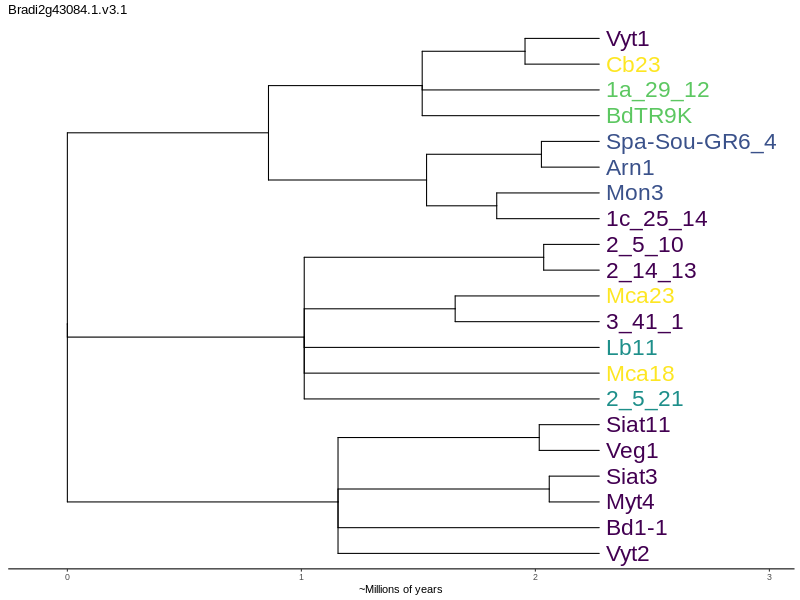 Bradi2g43084.1.v3.1
Vyt1
Cb23
1a_29_12
BdTR9K
Spa-Sou-GR6_4
Arn1
Mon3
1c_25_14
2_5_10
2_14_13
Mca23
3_41_1
Lb11
Mca18
2_5_21
Siat11
Veg1
Siat3
Myt4
Bd1-1
Vyt2
0 1 2 3
~Millions of years